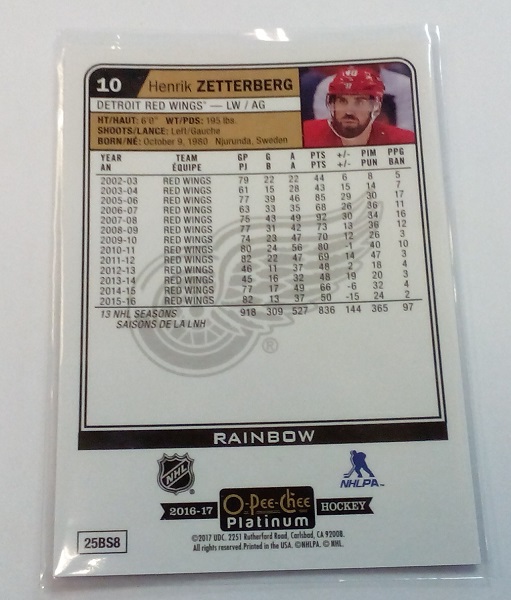 10 Henrik ZETTERBERG
DETROIT RED WINGS™ — LW / AG
HT/HAUT: 6'0" WT/PDS: 195 lbs.
SHOOTS/LANCE: Left/Gauche
BORN/NÉ: October 9, 1980 Njurunda, Sweden
YEAR TEAM GP G A PTS +/- PIM PPG
AN ÉQUIPE PJ B A PTS +/- PUN BAN
2002-03 RED WINGS 79 22 22 44 6 8 5
2003-04 RED WINGS 61 15 28 43 15 14 7
2005-06 RED WINGS 77 39 46 85 29 30 17
2006-07 RED WINGS 63 33 35 68 26 36 11
2007-08 RED WINGS 75 43 49 92 30 34 16
2008-09 RED WINGS 77 31 42 73 13 36 12
2009-10 RED WINGS 74 23 47 70 12 26 3
2010-11 RED WINGS 80 24 56 80 -1 40 10
2011-12 RED WINGS 82 22 47 69 14 47 3
2012-13 RED WINGS 46 11 37 48 2 18 4
2013-14 RED WINGS 45 16 32 48 19 20 3
2014-15 RED WINGS 77 17 49 66 -6 32 4
2015-16 RED WINGS 82 13 37 50 -15 24 2
13 NHL SEASONS 918 309 527 836 144 365 97
SAISONS DE LA LNH
®
RAINBOW
NHL
NHLPA™
2016-17 O-Pee-Chee Platinum HOCKEY
©2017 UDC. 2251 Rutherford Road, Carlsbad, CA 92008.
All rights reserved. Printed in the USA. ©NHLPA. © NHL.
25BS8